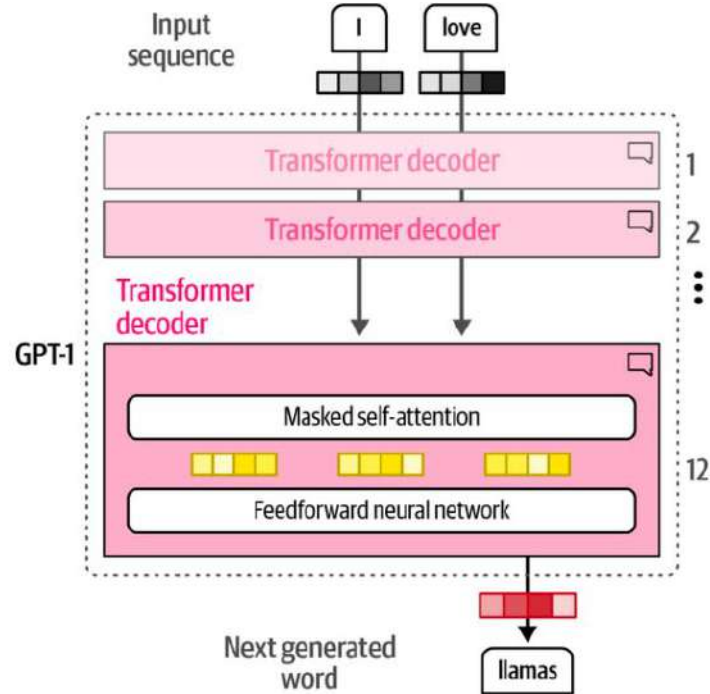 Input
sequence
I
love
Transformer decoder
1
Transformer decoder
2
Transformer
decoder
GPT-1
Masked self-attention
12
Feedforward neural network
Next generated
word
llamas